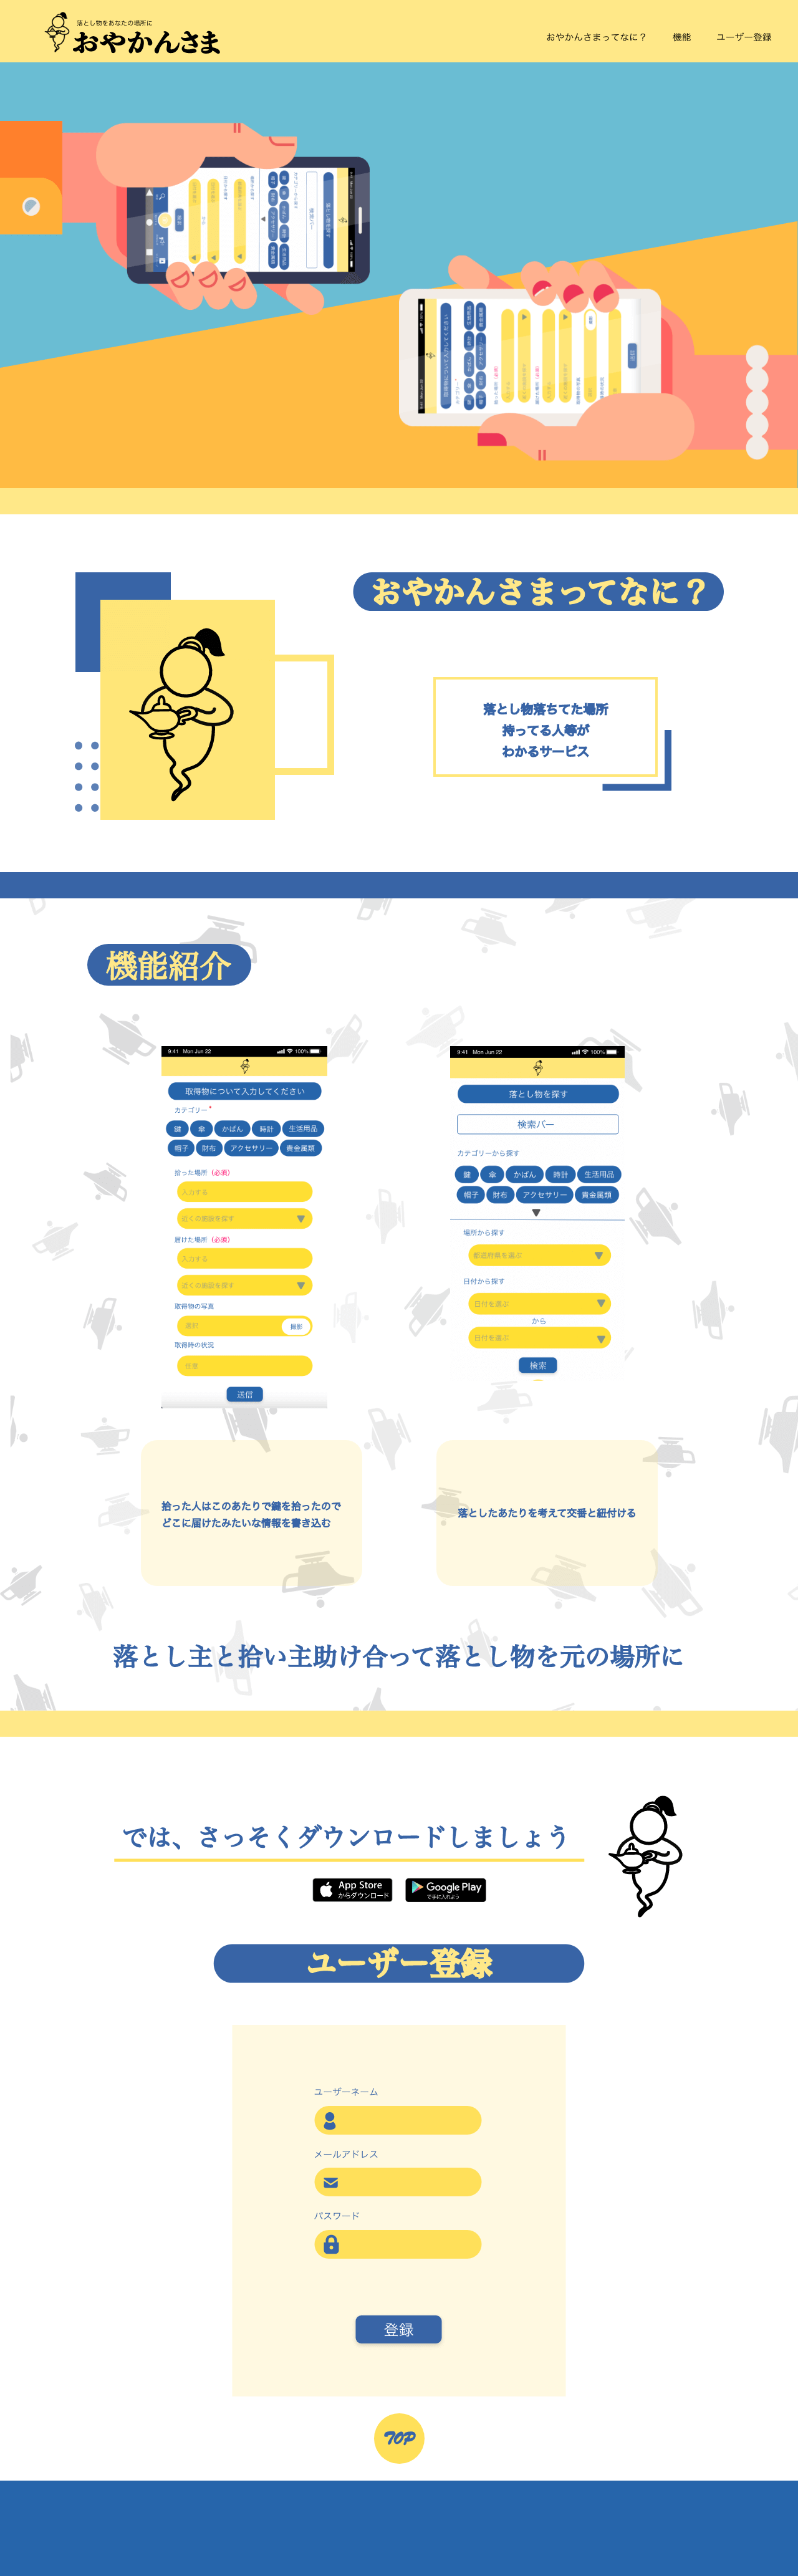 落とし物をあなたの場所に
おやかんさま
おやかんさまってなに？
機能
ユーザー登録
おやかんさまってなに？
落とし物落ちてた場所
持ってる人等が
わかるサービス
機能紹介
9:41 Mon Jun 22
100%
取得物について入力してください
カテゴリー*
鍵 傘 かばん 時計 生活用品
帽子 財布 アクセサリー 貴金属類
拾った場所（必須）
入力する
近くの施設を探す
届けた場所（必須）
入力する
近くの施設を探す
取得物の写真
選択
撮影
取得時の状況
任意
送信
9:41 Mon Jun 22
100%
落とし物を探す
検索バー
カテゴリーから探す
鍵 傘 かばん 時計 生活用品
帽子 財布 アクセサリー 貴金属類
場所から探す
都道府県を選ぶ
日付から探す
日付を選ぶ
から
日付を選ぶ
検索
拾った人はこのあたりで鍵を拾ったので
どこに届けたみたいな情報を書き込む
落としたあたりを考えて交番と紐付ける
落とし主と拾い主助け合って落とし物を元の場所に
では、さっそくダウンロードしましょう
App Store
からダウンロード
Google Play
で手に入れよう
ユーザー登録
ユーザーネーム
メールアドレス
パスワード
登録
TOP